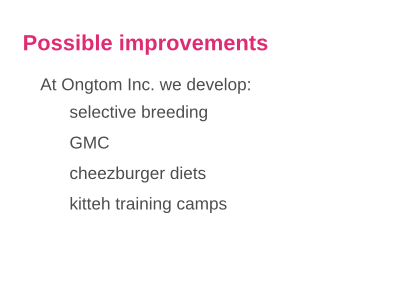 Possible improvements
At Ongtom Inc. we develop:
selective breeding
GMC
cheezburger diets
kitteh training camps